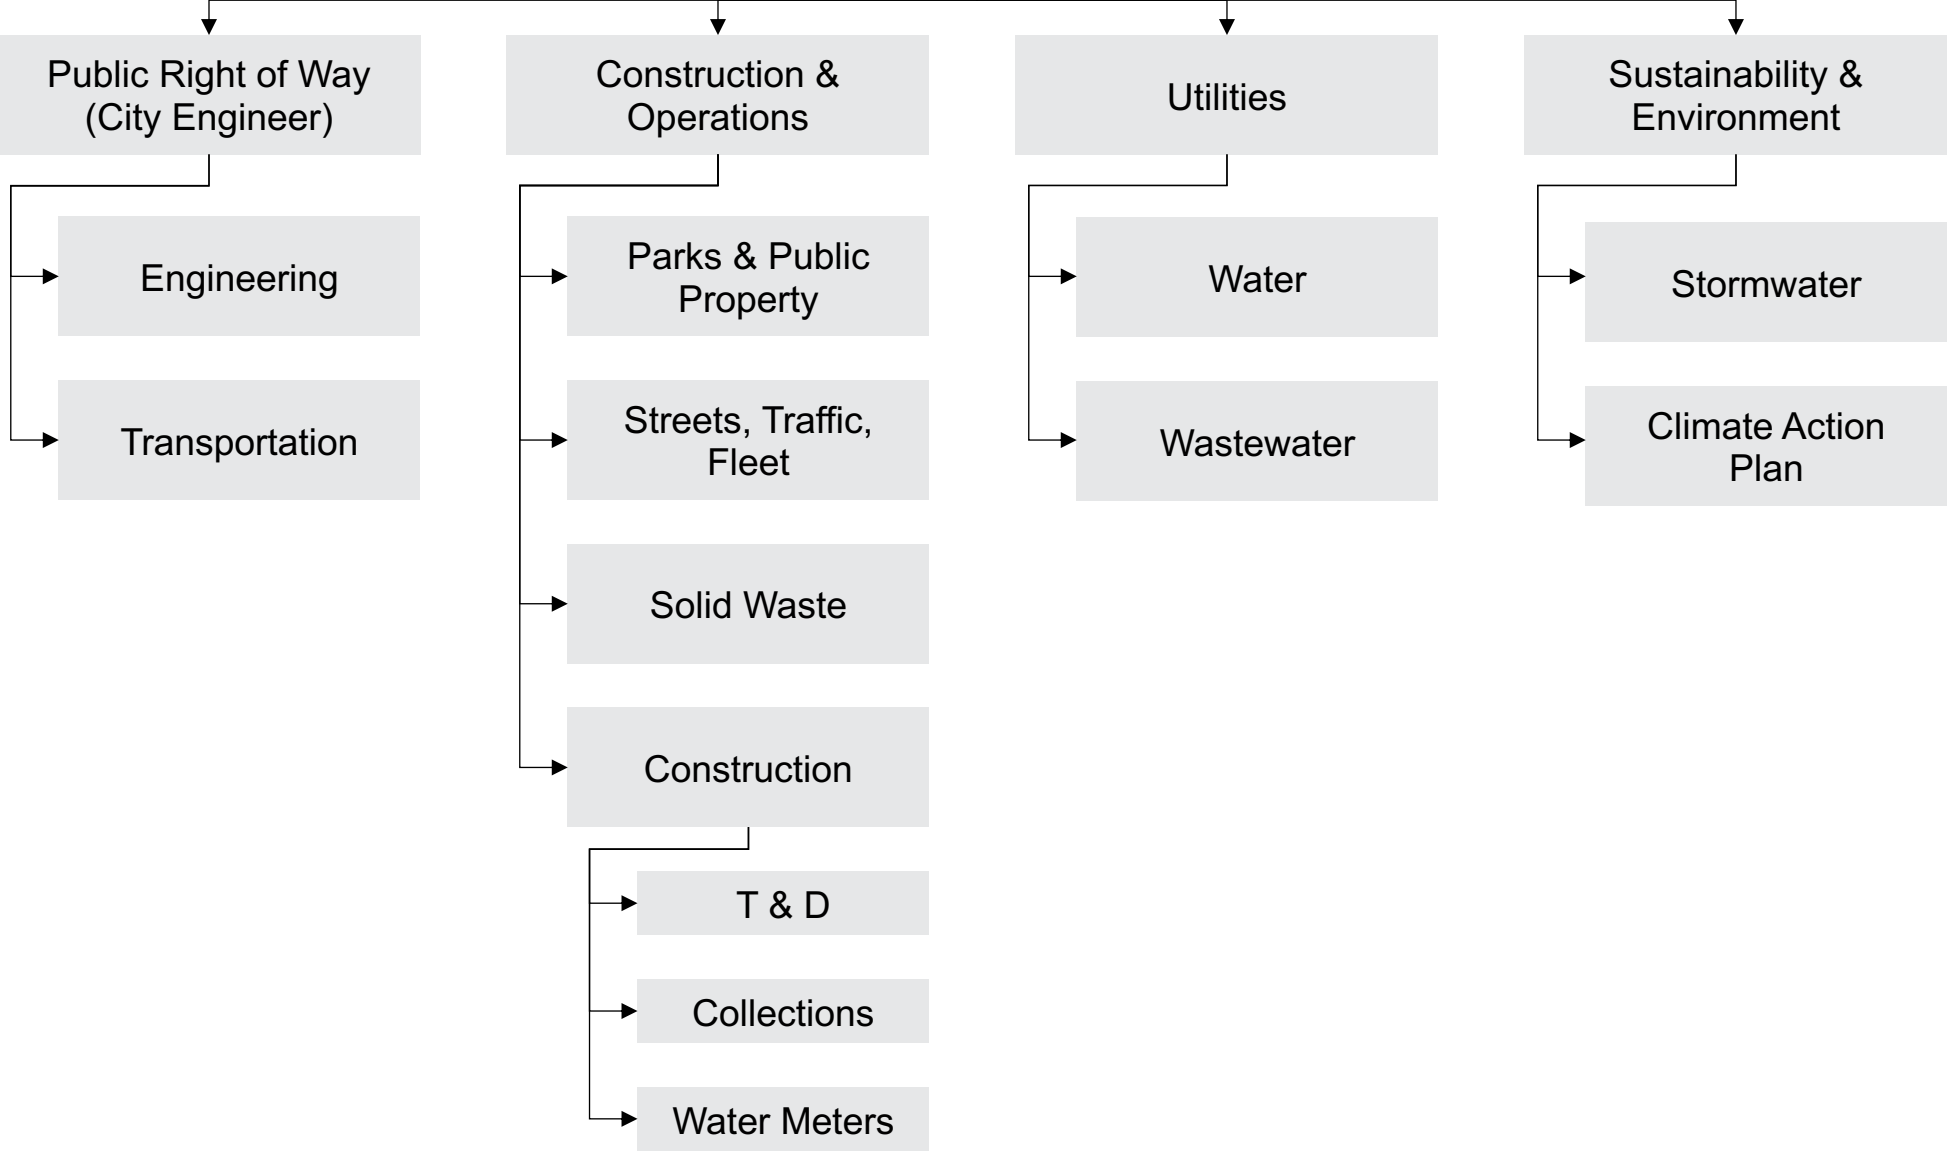 Public Right of Way
(City Engineer)
Engineering
Transportation
Construction &
Operations
Parks & Public
Property
Streets, Traffic,
Fleet
Solid Waste
Construction
T & D
Collections
Water Meters
Utilities
Water
Wastewater
Sustainability &
Environment
Stormwater
Climate Action
Plan